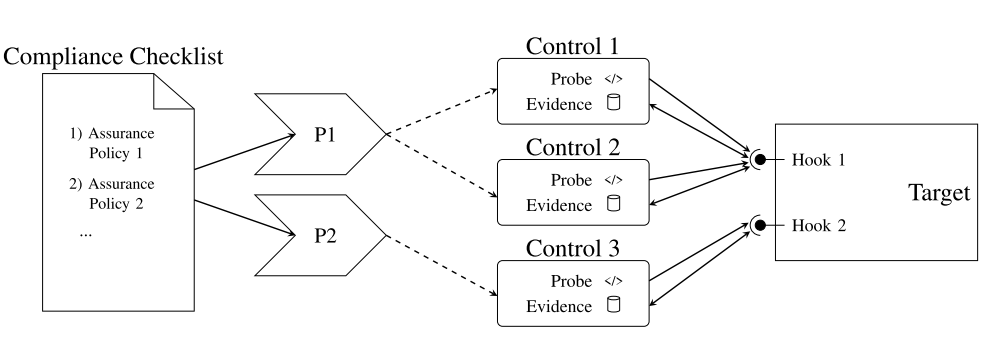 Compliance Checklist
1) Assurance
Policy 1
2) Assurance
Policy 2
...
P1
P2
Control 1
Probe </>
Evidence
Control 2
Probe </>
Evidence
Control 3
Probe </>
Evidence
Hook 1
Target
Hook 2